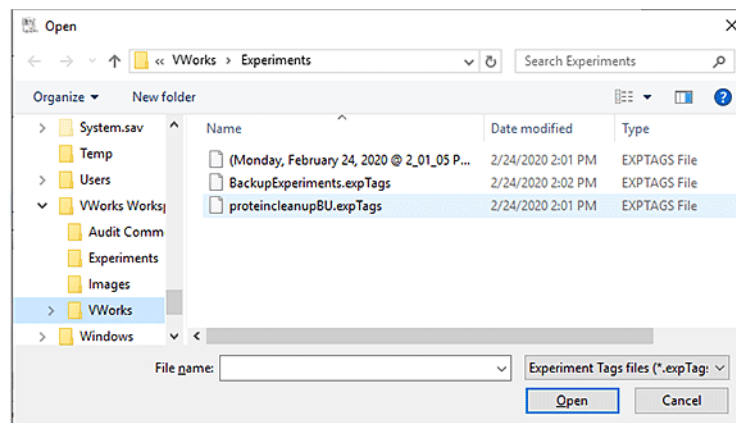 Open
« VWorks › Experiments
Search Experiments
Organize
New folder
System.sav
Temp
Users
VWorks Worksp
Audit Comm
Experiments
Images
VWorks
Windows
Name Date modified Type
(Monday, February 24, 2020 @ 2_01_05 P... 2/24/2020 2:01 PM EXPTAGS File
BackupExperiments.expTags 2/24/2020 2:02 PM EXPTAGS File
proteincleanupBU.expTags 2/24/2020 2:01 PM EXPTAGS File
File name:
Experiment Tags files (*.expTag:
Open
Cancel